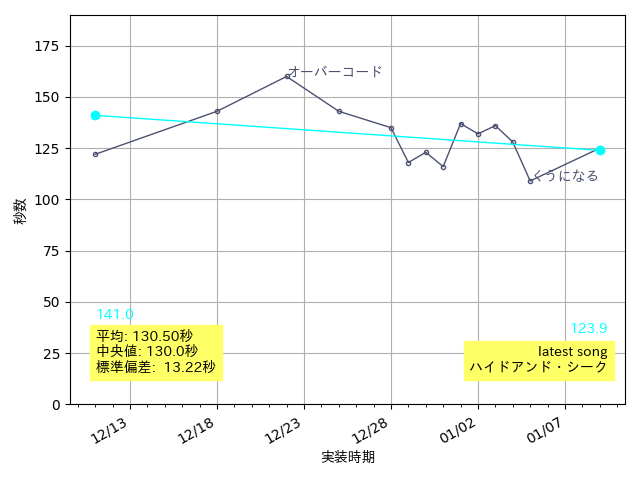 175
150
125
100
75
50
25
0
秒数
オーバーコード
くうになる
141.0
123.9
平均: 130.50秒
中央値: 130.0秒
標準偏差: 13.22秒
latest song
ハイドアンド・シーク
12/13
12/18
12/23
12/28
01/02
01/07
実装時期